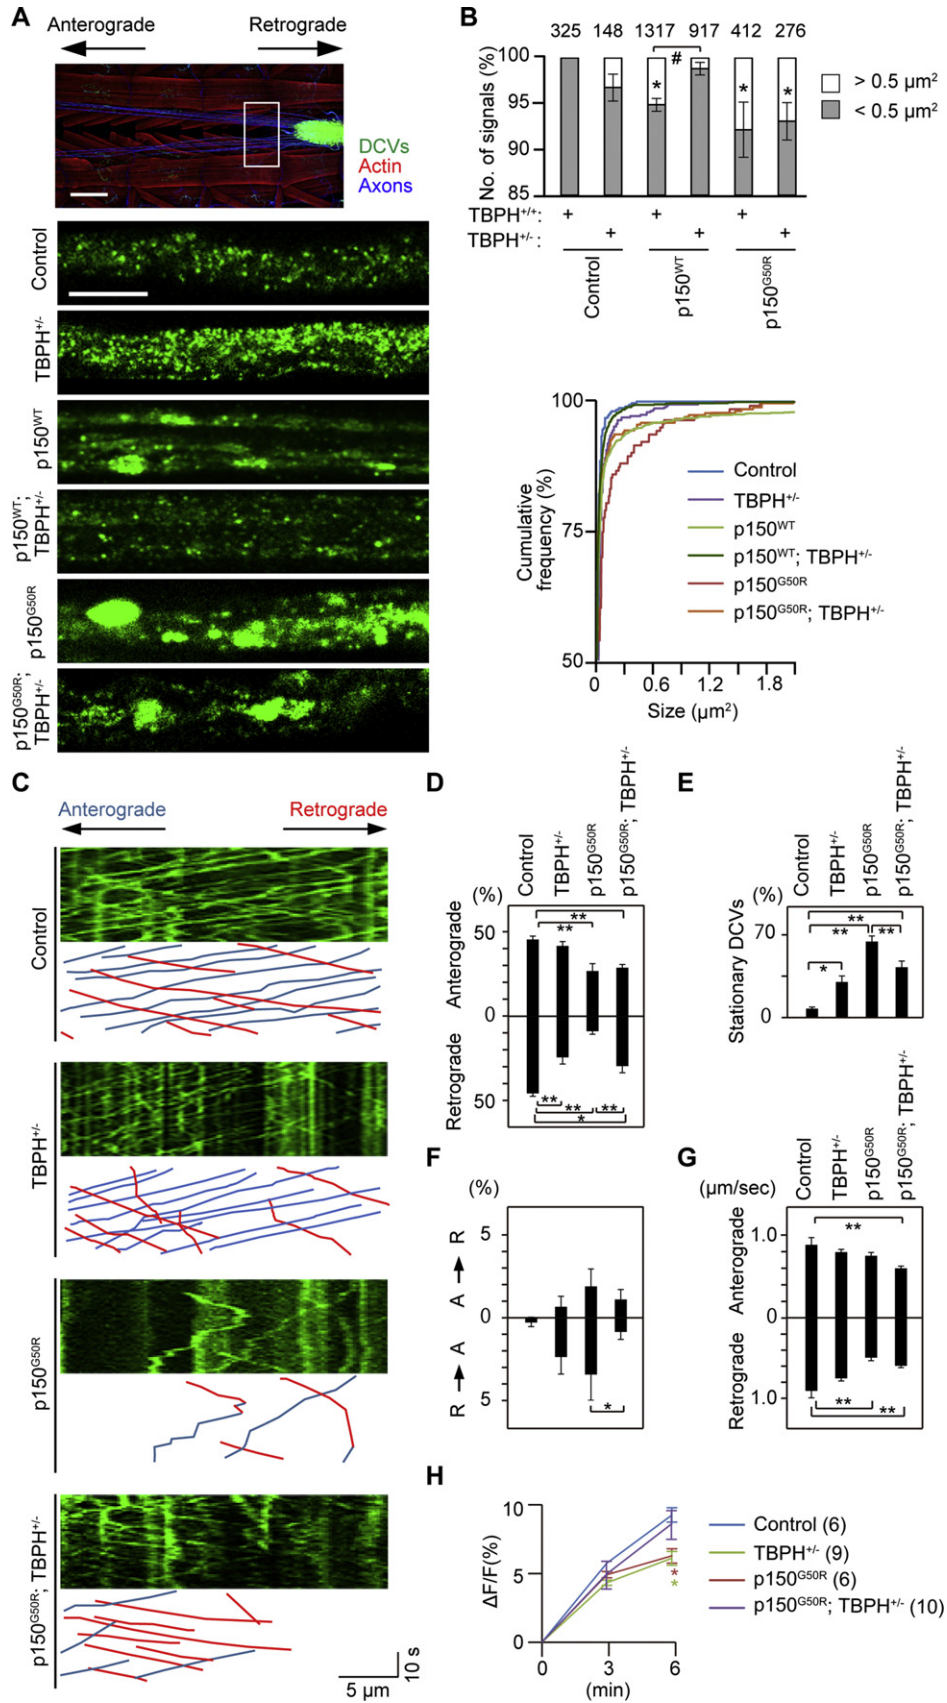 A
Anterograde
Retrograde
DCVs
Actin
Axons
Control
TBPH+/-
p150WT
p150WT; TBPH+/-
p150G50R
p150G50R; TBPH+/-
B
325 148 1317 917 412 276
No. of signals (%)
100
95
90
85
* # * *
> 0.5 µm²
< 0.5 µm²
TBPH+/+: + + +
TBPH+/- : + + +
Control
p150WT
p150G50R
Cumulative frequency (%)
100
75
50
0 0.6 1.2 1.8
Size (µm²)
Control
TBPH+/-
p150WT
p150WT; TBPH+/-
p150G50R
p150G50R; TBPH+/-
C
Anterograde
Retrograde
Control
TBPH+/-
p150G50R
p150G50R; TBPH+/-
10 s
5 µm
D
Control
TBPH+/-
p150G50R
p150G50R; TBPH+/-
(%)
Anterograde
Retrograde
50
0
50
**
**
**
** **
*
E
Control
TBPH+/-
p150G50R
p150G50R; TBPH+/-
(%)
Stationary DCVs
70
0
**
** **
*
F
(%)
A → R
R → A
5
0
5
*
G
Control
TBPH+/-
p150G50R
p150G50R; TBPH+/-
(µm/sec)
Anterograde
Retrograde
1.0
0
1.0
**
**
**
H
ΔF/F(%)
10
5
0
0 3 6
(min)
*
*
Control (6)
TBPH+/- (9)
p150G50R (6)
p150G50R; TBPH+/- (10)